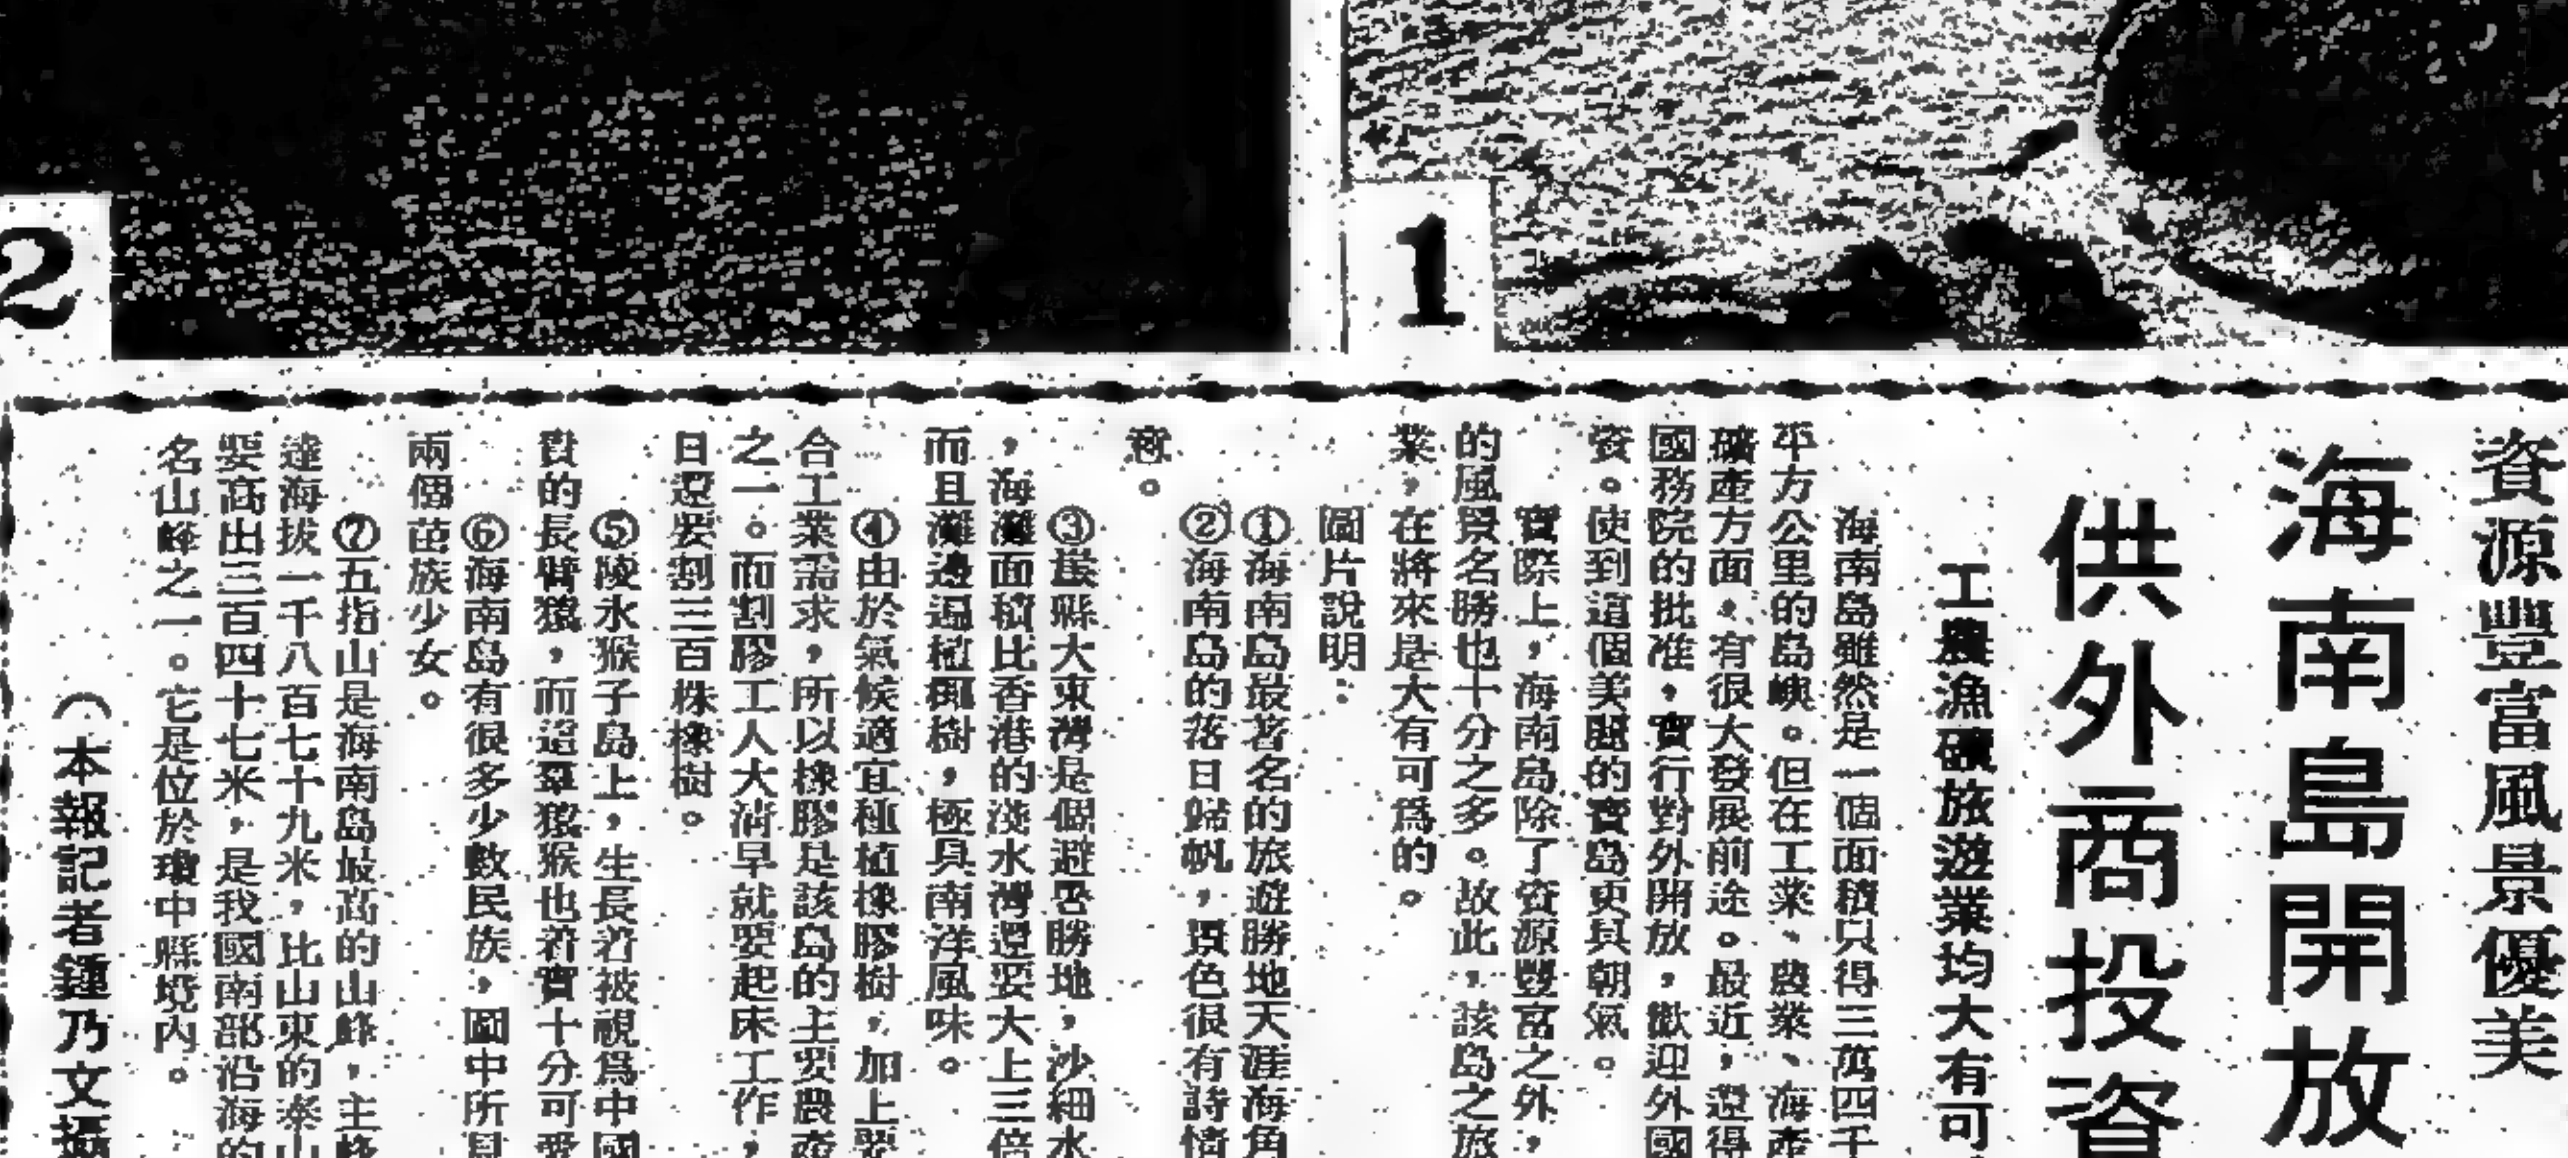 資源豐富風景優美
海南島開放
供外商投資
工農漁礦旅遊業均大有可
海南島雖然是一個面積只得三萬四千
平方公里的島嶼。但在工業、農業、海產
礦產方面,有很大發展前途。最近,還得
國務院的批准,實行對外開放,歡迎外國
資。使到這個美麗的寶島更具朝氣。
實際上,海南島除了資源豐富之外,
的風景名勝也十分之多。故此,該島之旅
業,在將來是大有可爲的。
圖片說明:
①海南島最著名的旅遊勝地天涯海角
②海南島的落日歸帆,景色很有詩情
意。
③崖縣大東灣是個避暑勝地,沙細水
,海灘面積比香港的淺水灣還要大上三倍
而且灘邊遍植椰樹,極具南洋風味。
④由於氣候適宜種植橡膠樹,加上要
合工業需求,所以橡膠是該島的主要農產
之一。而割膠工人大清早就要起床工作,
日還要割三百株橡樹。
⑤陵水猴子島上,生長着被視爲中國
貴的長臂猿,而這羣猿猴也着實十分可愛
⑥海南島有很多少數民族,圖中所見
兩個苗族少女。
⑦五指山是海南島最高的山峰,主峰
達海拔一千八百七十九米,比山東的泰山
要高出三百四十七米,是我國南部沿海的
名山峰之一。它是位於瓊中縣境內。
(本報記者鍾乃文攝
2
1